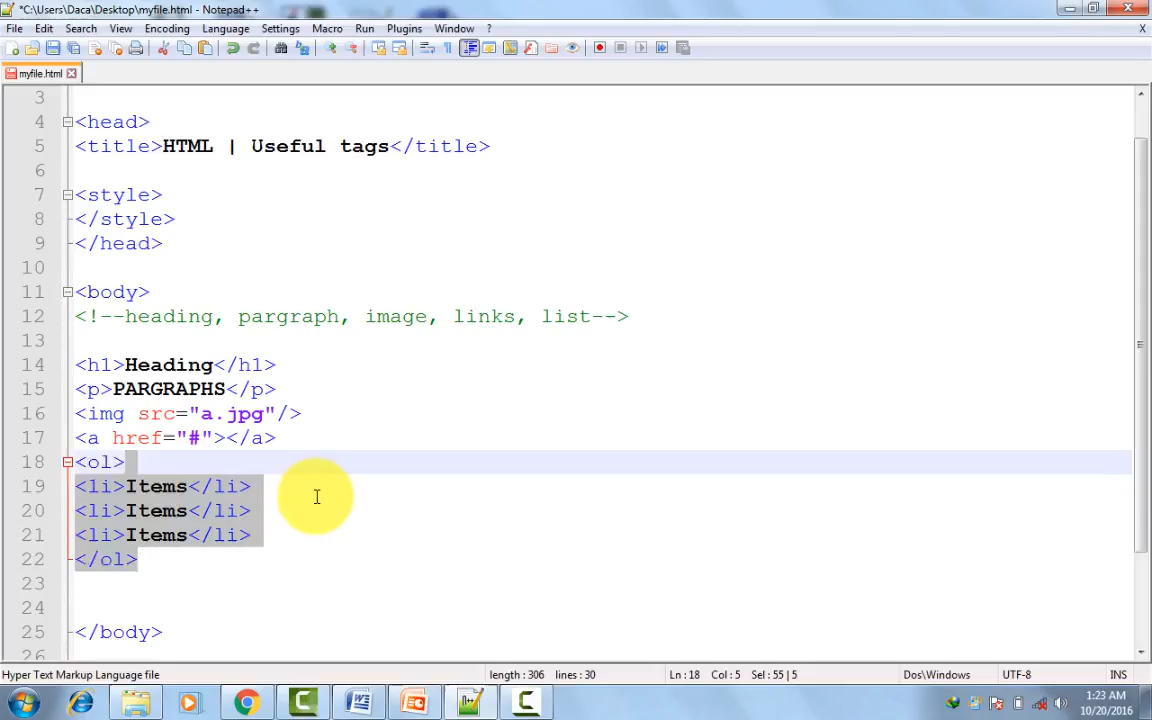 *C:\Users\Daca\Desktop\myfile.html - Notepad++
File Edit Search View Encoding Language Settings Macro Run Plugins Window ? X
myfile.html
3
4 <head>
5 <title>HTML | Useful tags</title>
6
7 <style>
8 </style>
9 </head>
10
11 <body>
12 <!--heading, pargraph, image, links, list-->
13
14 <h1>Heading</h1>
15 <p>PARGRAPHS</p>
16 <img src="a.jpg"/>
17 <a href="#"></a>
18 <ol>
19 <li>Items</li>
20 <li>Items</li>
21 <li>Items</li>
22 </ol>
23
24
25 </body>
26
Hyper Text Markup Language file length : 306 lines : 30 Ln : 18 Col : 5 Sel : 55 | 5 Dos\Windows UTF-8 INS
1:23 AM
10/20/2016